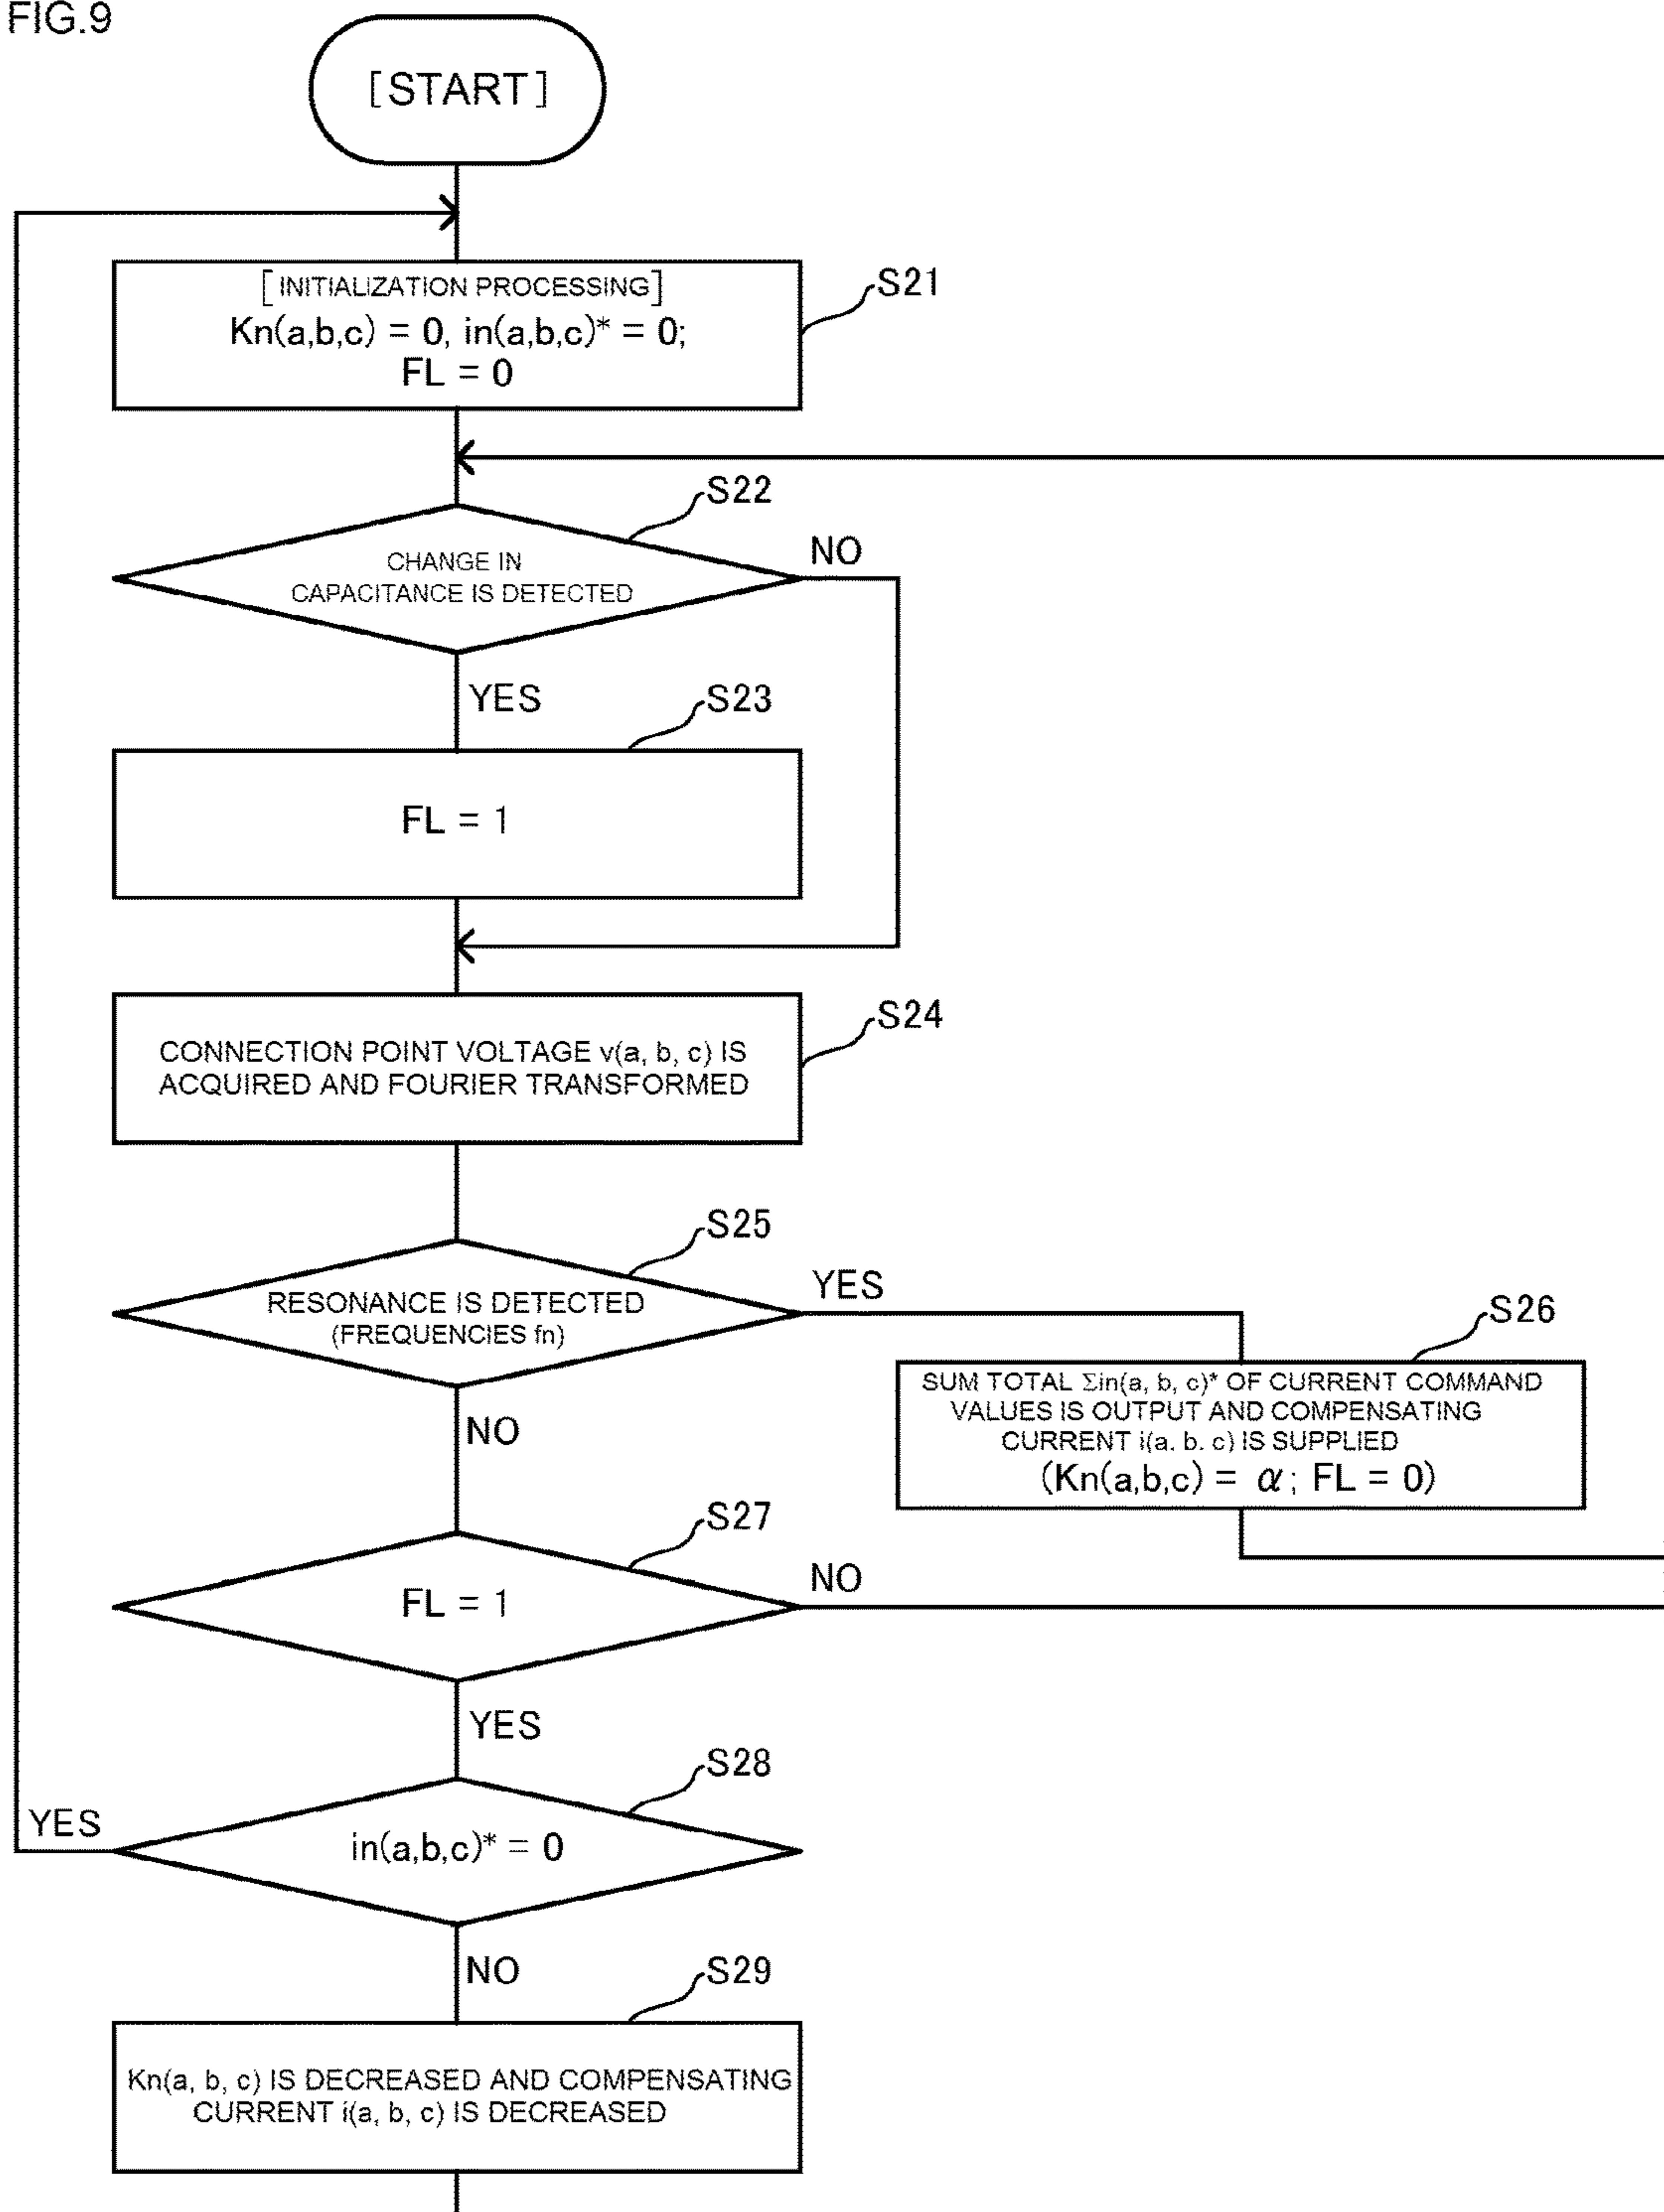 FIG.9
[START]
S21
[INITIALIZATION PROCESSING]
Kn(a,b,c) = 0, in(a,b,c)* = 0;
FL = 0
S22
CHANGE IN
CAPACITANCE IS DETECTED
NO
YES
S23
FL = 1
S24
CONNECTION POINT VOLTAGE v(a, b, c) IS
ACQUIRED AND FOURIER TRANSFORMED
S25
RESONANCE IS DETECTED
(FREQUENCIES fn)
YES
NO
S26
SUM TOTAL Σin(a, b, c)* OF CURRENT COMMAND
VALUES IS OUTPUT AND COMPENSATING
CURRENT i(a. b. c) IS SUPPLIED
(Kn(a,b,c) = α; FL = 0)
S27
FL = 1
NO
YES
S28
in(a,b,c)* = 0
YES
NO
S29
Kn(a, b, c) IS DECREASED AND COMPENSATING
CURRENT i(a, b, c) IS DECREASED